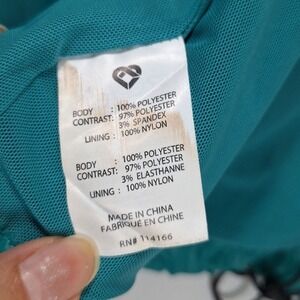 BODY : 100% POLYESTER
CONTRAST: 97% POLYESTER
3% SPANDEX
LINING : 100% NYLON
BODY : 100% POLYESTER
CONTRAST: 97% POLYESTER
3% ELASTHANNE
LINING : 100% NYLON
MADE IN CHINA
FABRIQUE EN CHINE
RN# 114166